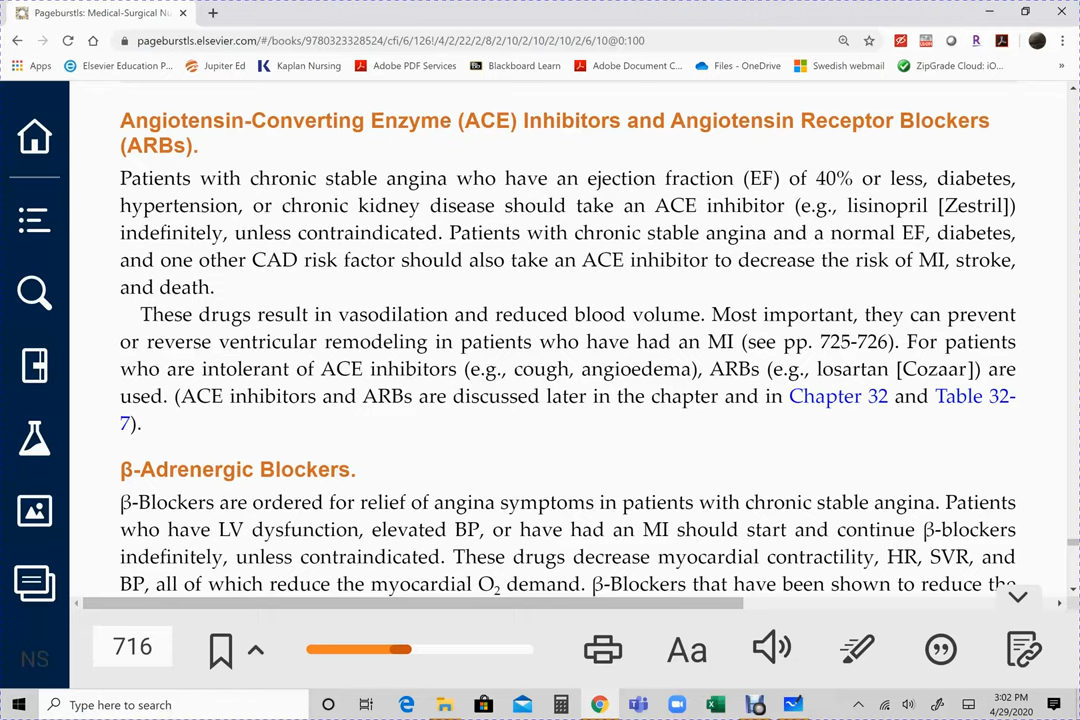 Pageburstls: Medical-Surgical Nu
pageburstls.elsevier.com/#/books/9780323328524/cfi/6/126!/4/2/22/2/8/2/10/2/10/2/10/2/6/10@0:100
Apps Elsevier Education P... Jupiter Ed Kaplan Nursing Adobe PDF Services Bb Blackboard Learn Adobe Document C... Files - OneDrive Swedish webmail ZipGrade Cloud: iO... »
Angiotensin-Converting Enzyme (ACE) Inhibitors and Angiotensin Receptor Blockers
(ARBs).
Patients with chronic stable angina who have an ejection fraction (EF) of 40% or less, diabetes,
hypertension, or chronic kidney disease should take an ACE inhibitor (e.g., lisinopril [Zestril])
indefinitely, unless contraindicated. Patients with chronic stable angina and a normal EF, diabetes,
and one other CAD risk factor should also take an ACE inhibitor to decrease the risk of MI, stroke,
and death.
These drugs result in vasodilation and reduced blood volume. Most important, they can prevent
or reverse ventricular remodeling in patients who have had an MI (see pp. 725-726). For patients
who are intolerant of ACE inhibitors (e.g., cough, angioedema), ARBs (e.g., losartan [Cozaar]) are
used. (ACE inhibitors and ARBs are discussed later in the chapter and in Chapter 32 and Table 32-
7).
β-Adrenergic Blockers.
β-Blockers are ordered for relief of angina symptoms in patients with chronic stable angina. Patients
who have LV dysfunction, elevated BP, or have had an MI should start and continue β-blockers
indefinitely, unless contraindicated. These drugs decrease myocardial contractility, HR, SVR, and
BP, all of which reduce the myocardial O₂ demand. β-Blockers that have been shown to reduce the
716
Aa
NS
Type here to search
3:02 PM
4/29/2020